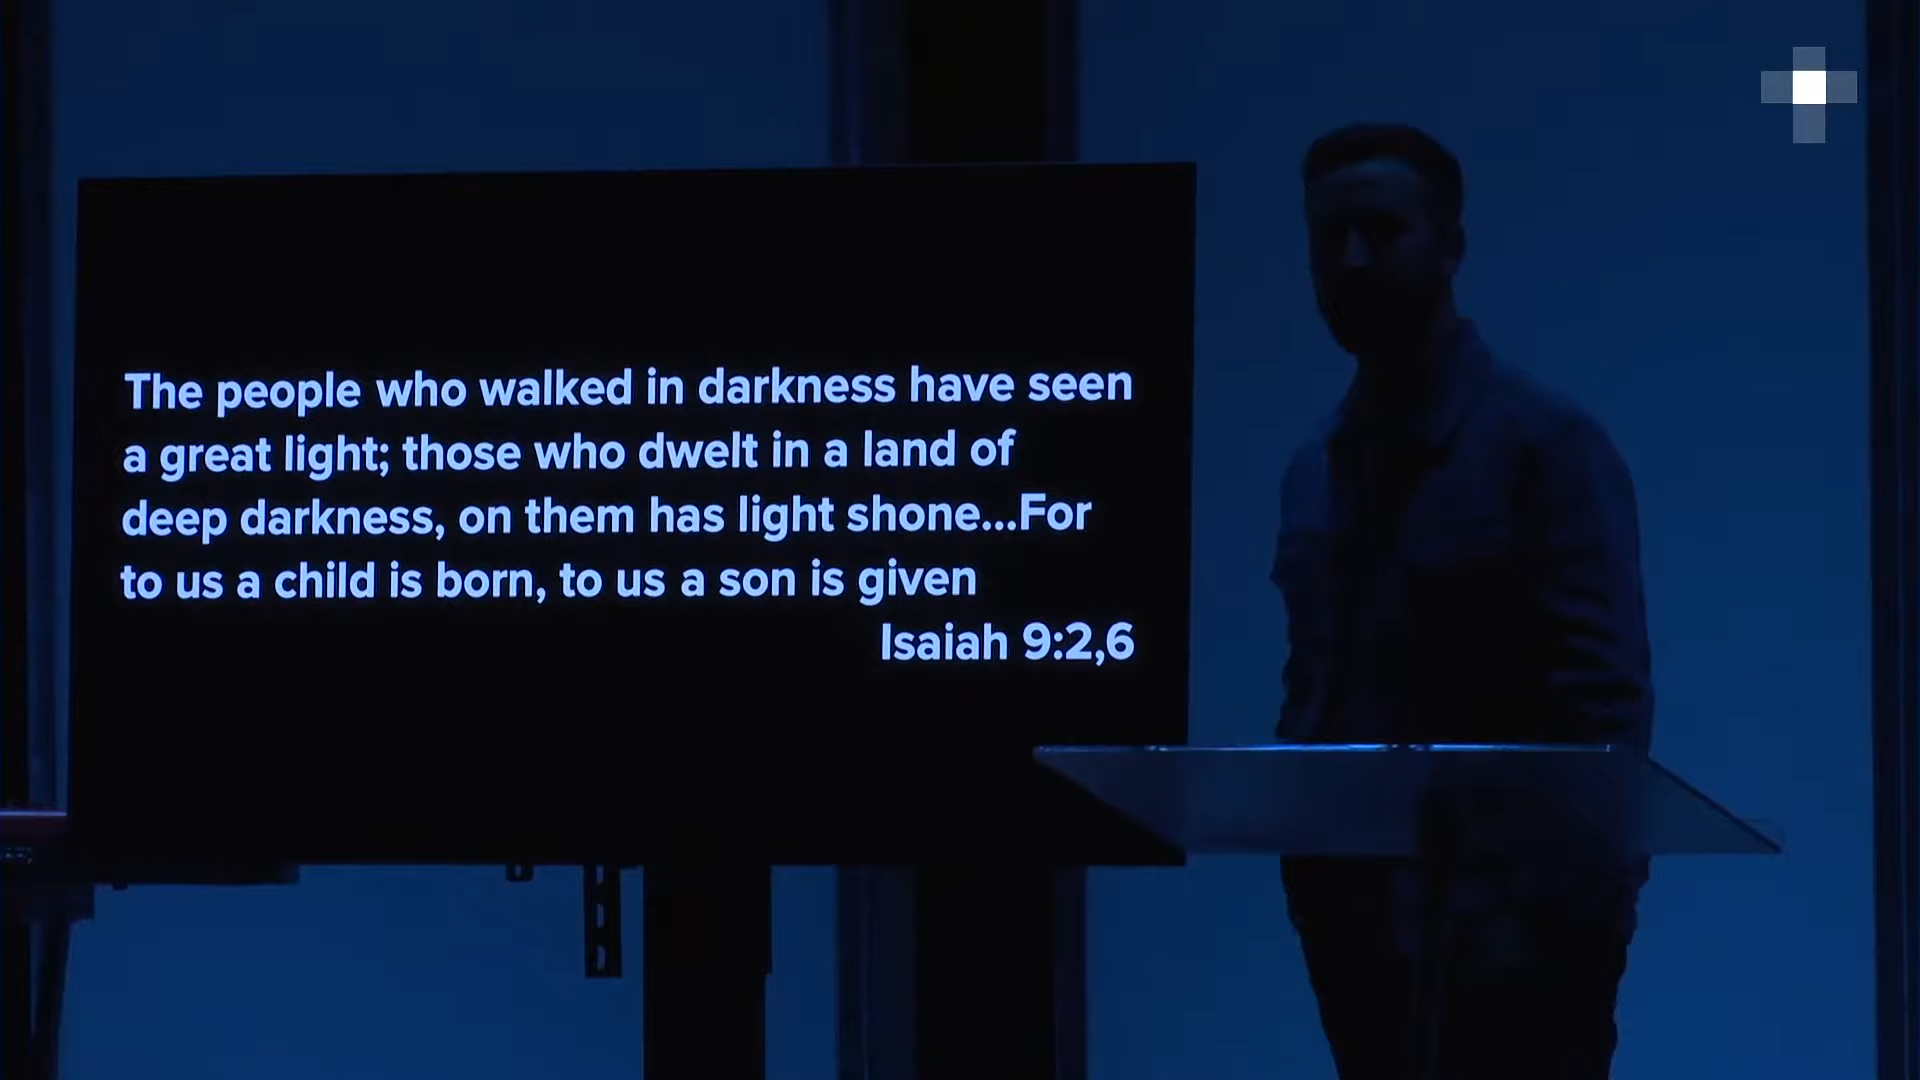 The people who walked in darkness have seen
a great light; those who dwelt in a land of
deep darkness, on them has light shone...For
to us a child is born, to us a son is given
Isaiah 9:2,6